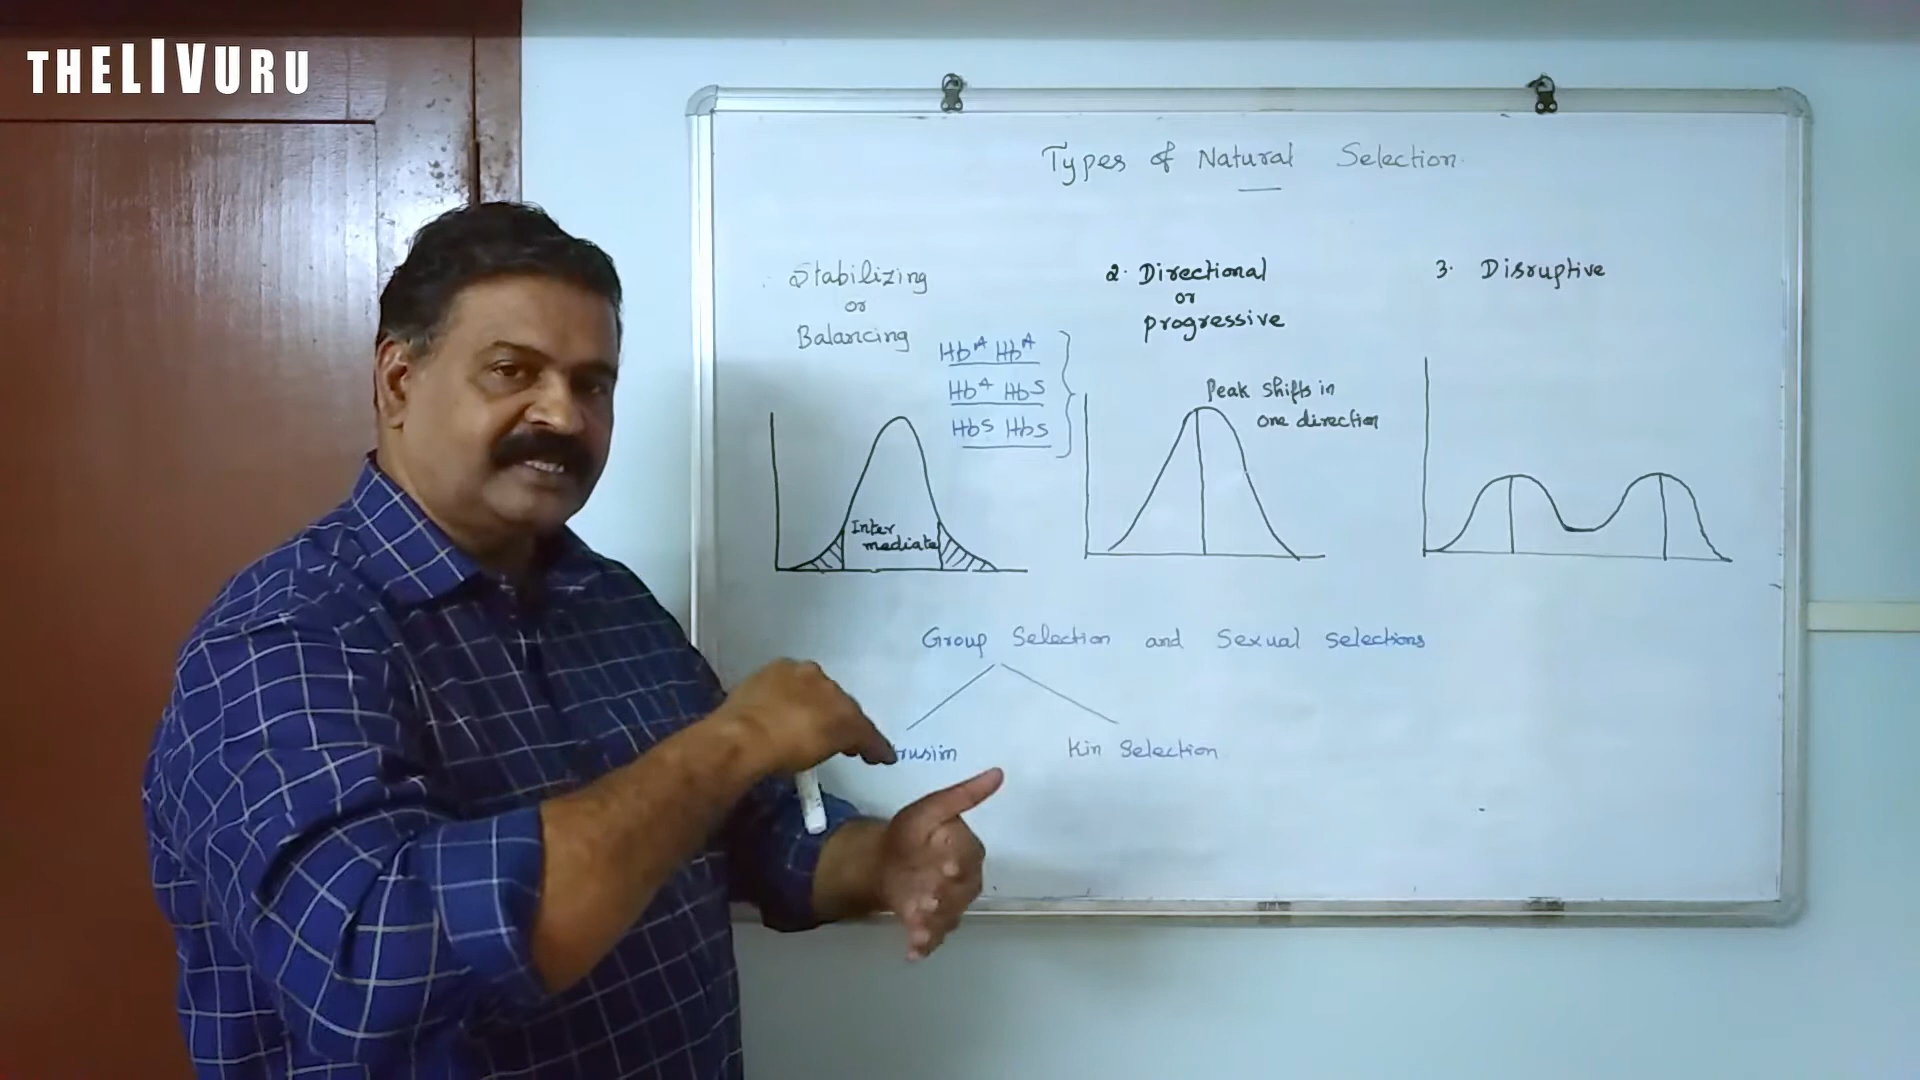 THELIVURU
Types of Natural Selection
Stabilizing
or
Balancing
Hb^A Hb^A
Hb^A Hb^S
Hb^S Hb^S
Inter
mediate
2. Directional
or
progressive
Peak shifts in
one direction
3. Disruptive
Group Selection and Sexual selections
Kin Selection